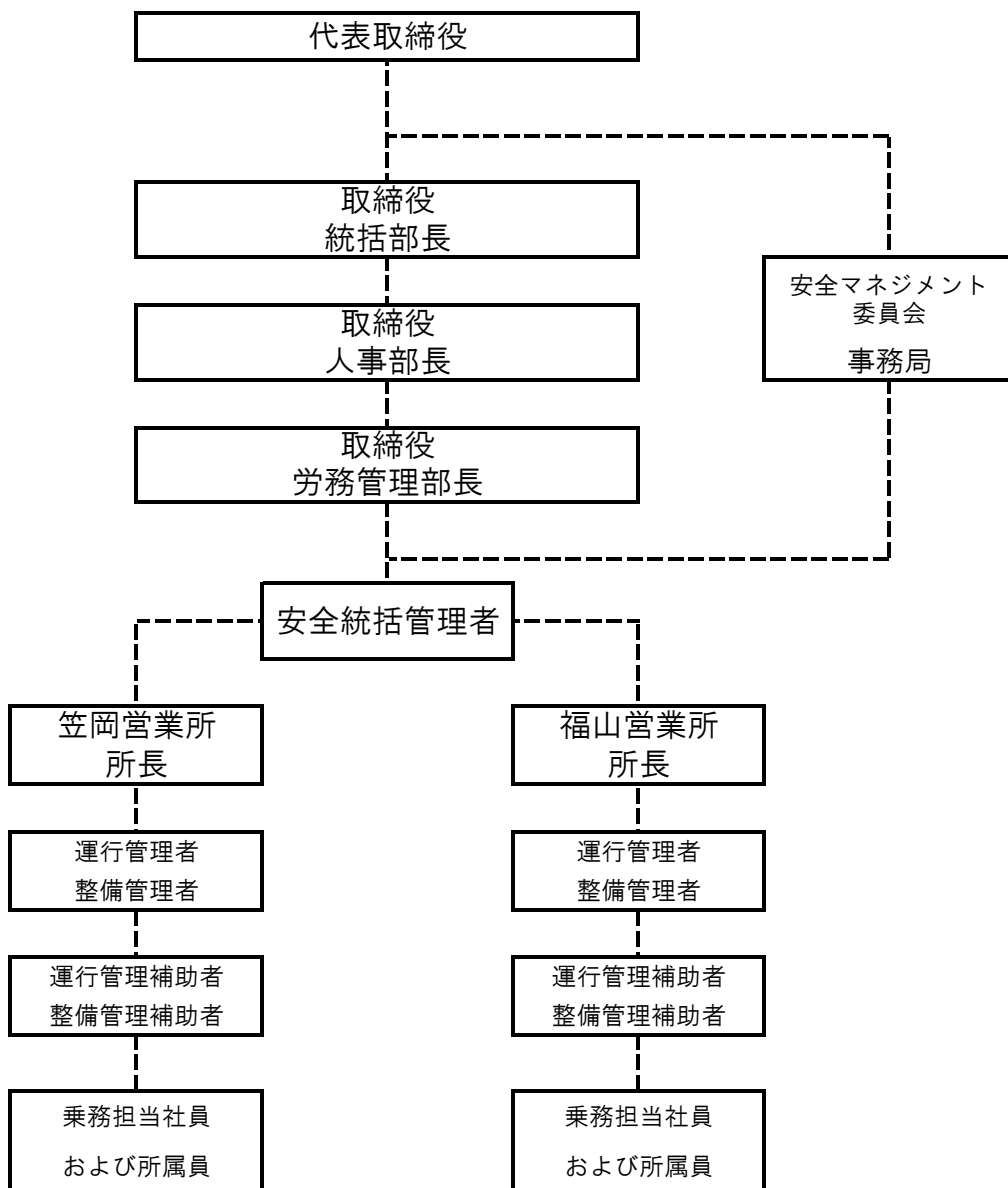 代表取締役
取締役
統括部長
安全マネジメント
委員会
事務局
取締役
人事部長
取締役
労務管理部長
安全統括管理者
笠岡営業所
所長
福山営業所
所長
運行管理者
整備管理者
運行管理者
整備管理者
運行管理補助者
整備管理補助者
運行管理補助者
整備管理補助者
乗務担当社員
および所属員
乗務担当社員
および所属員